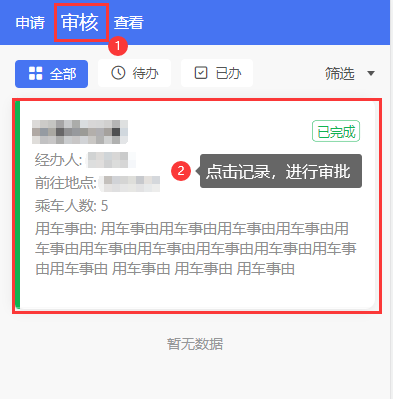 申请 审核 查看
1
全部 待办 已办 筛选
已完成
经办人:
前往地点:
2 点击记录，进行审批
乘车人数: 5
用车事由: 用车事由用车事由用车事由用车事由用
车事由用车事由用车事由用车事由用车事由用车事
由用车事由 用车事由 用车事由 用车事由
暂无数据